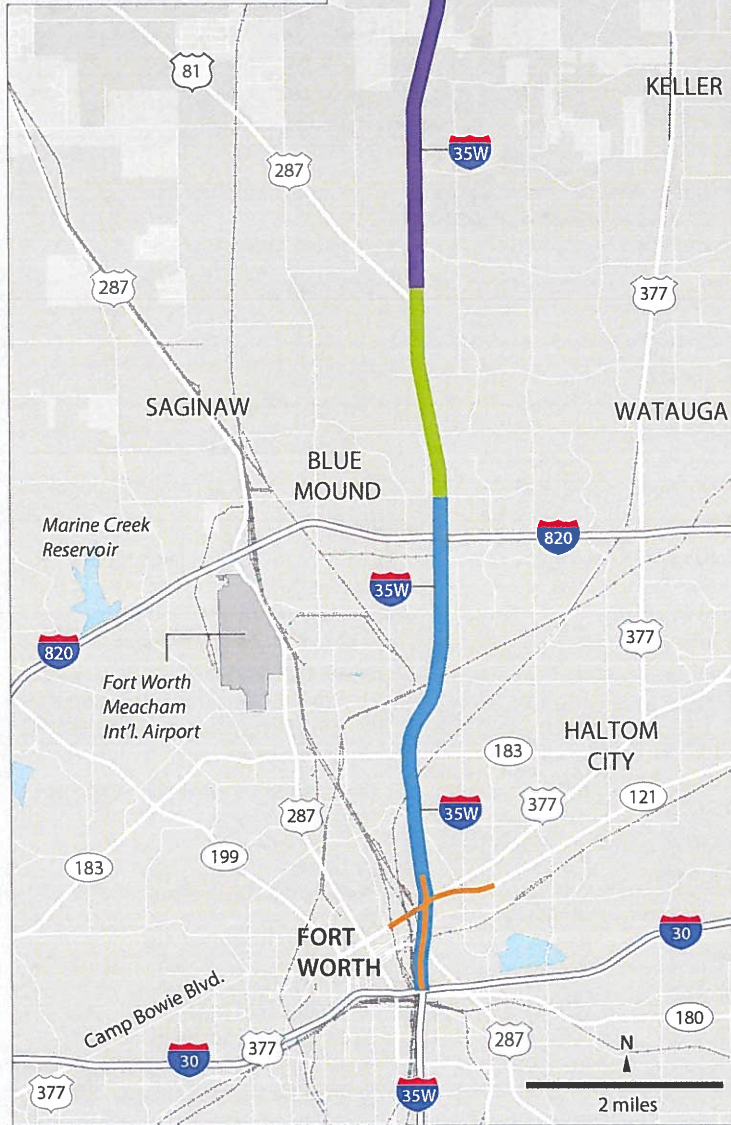 81
KELLER
35W
287
287
377
SAGINAW
WATAUGA
BLUE
MOUND
Marine Creek
Reservoir
820
35W
377
820
Fort Worth
Meacham
Int'l. Airport
HALTOM
CITY
183
377
121
287
35W
199
183
FORT
WORTH
30
Camp Bowie Blvd.
180
287
377
30
N
377
35W
2 miles